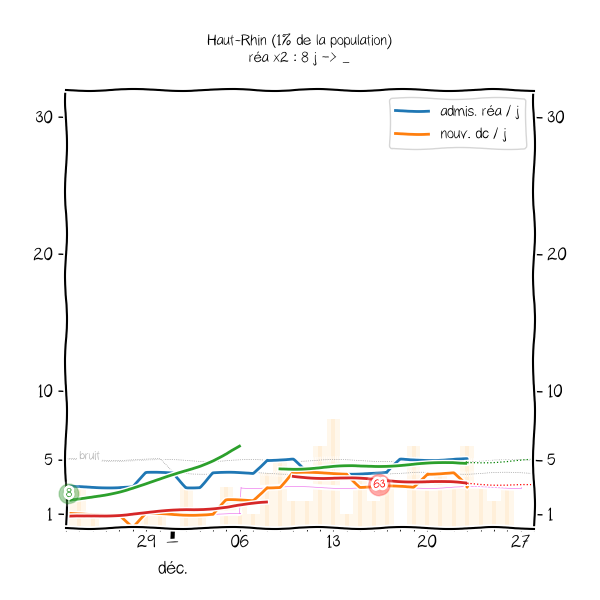 Haut-Rhin (1% de la population)
réa x2 : 8 j -> _
admis. réa / j
nouv. dc / j
30
30
20
20
10
10
5
5
bruit
8
63
1
1
29
06
13
20
27
déc.